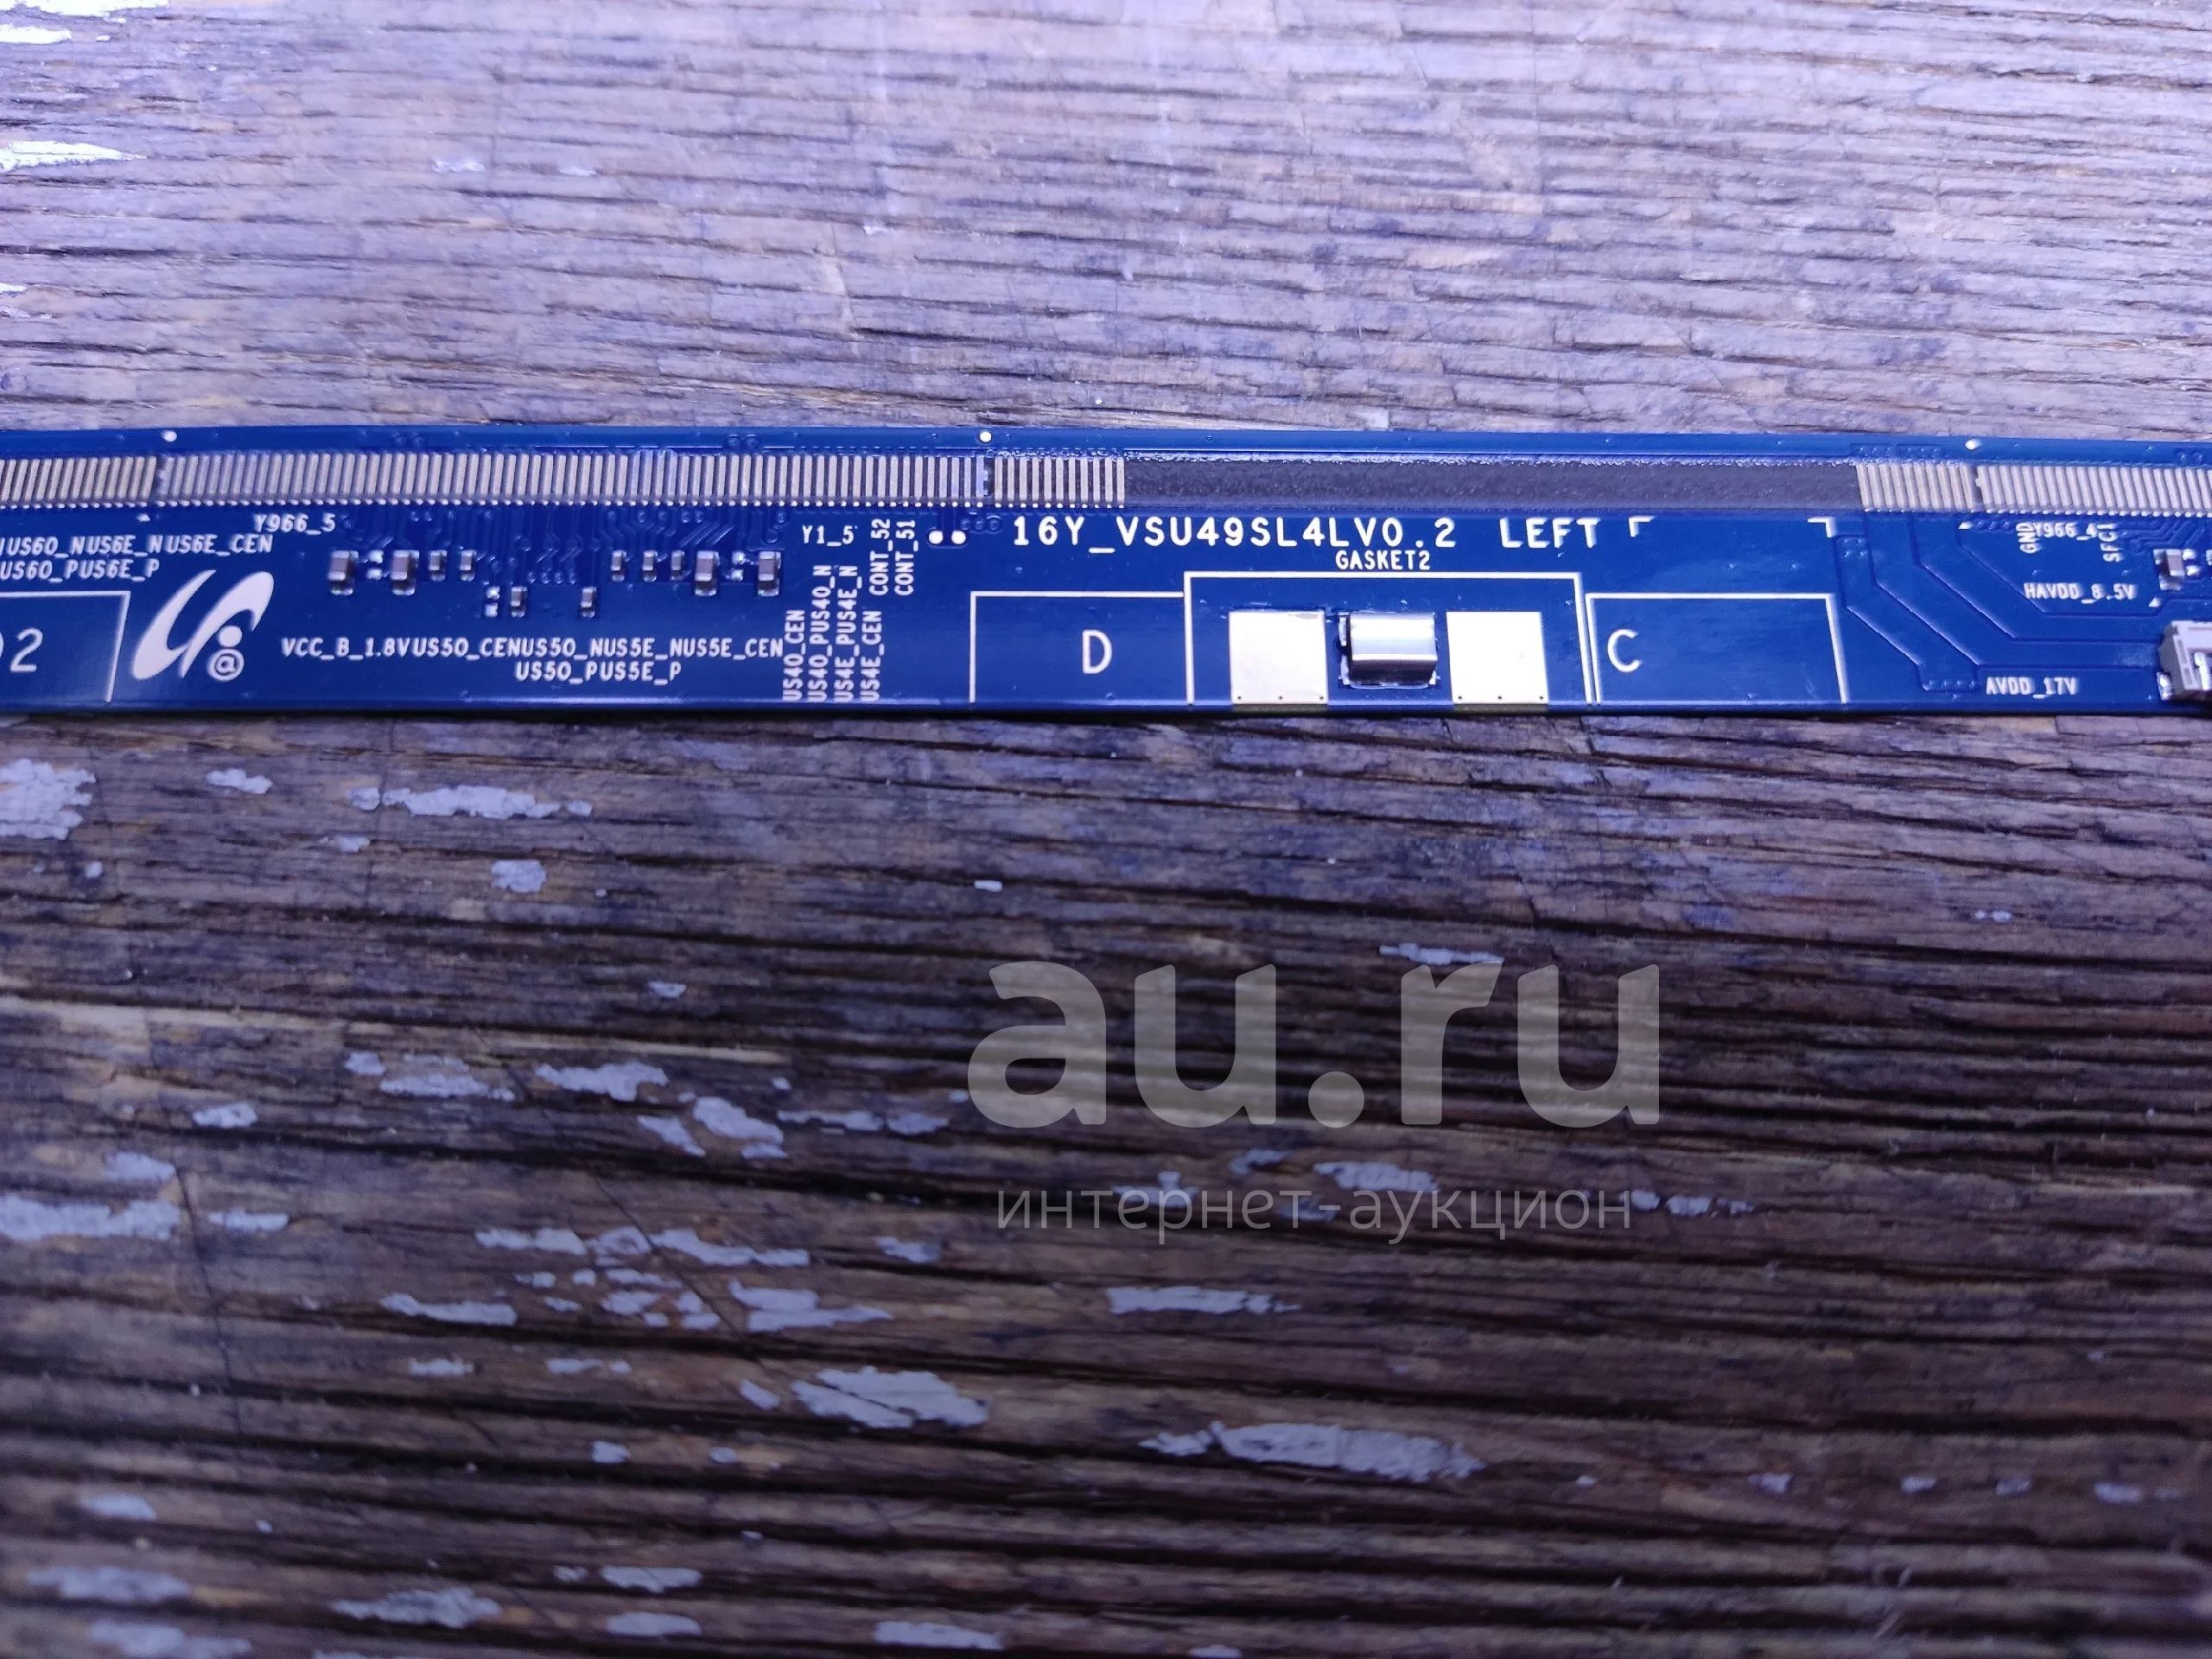 Y966_5
US60_NUS6E_NUS6E_CEN
US60_PUS6E_P
VCC_B_1.8VUS50_CENUS50_NUS5E_NUS5E_CEN
US50_PUS5E_P
Y1_5
US40_CEN
US40_PUS40_N
US4E_PUS4E_N
US4E_CEN
CONT_52
CONT_51
16Y_VSU49SL4LV0.2 LEFT
GASKET2
D
C
GND
Y966_4
SFC1
HAVDD_8.5V
AVDD_17V
au.ru
интернет-аукцион